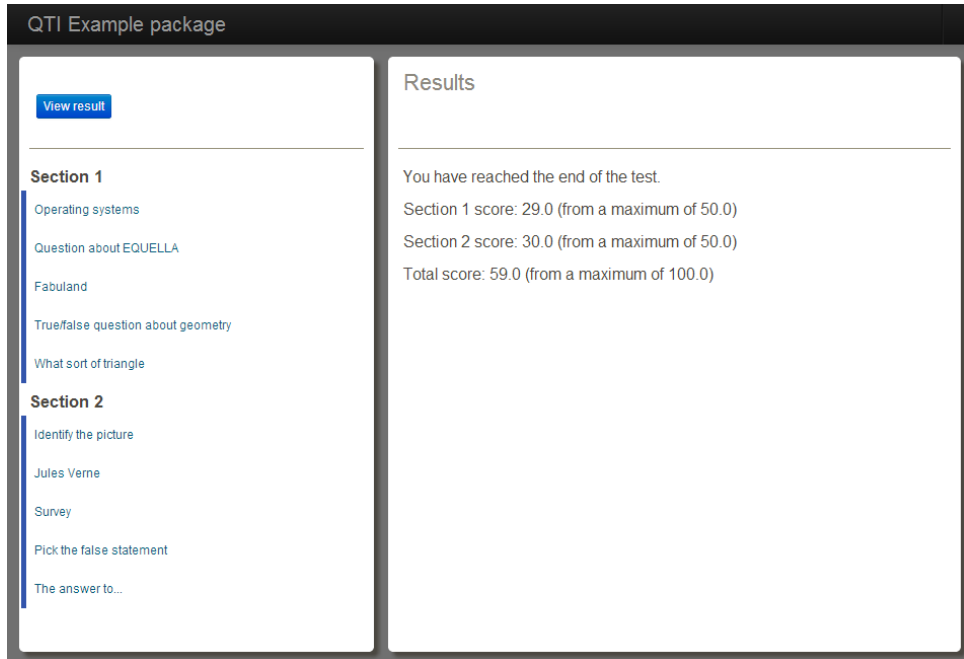 QTI Example package
View result
Section 1
Operating systems
Question about EQUELLA
Fabuland
True/false question about geometry
What sort of triangle
Section 2
Identify the picture
Jules Verne
Survey
Pick the false statement
The answer to...
Results
You have reached the end of the test.
Section 1 score: 29.0 (from a maximum of 50.0)
Section 2 score: 30.0 (from a maximum of 50.0)
Total score: 59.0 (from a maximum of 100.0)